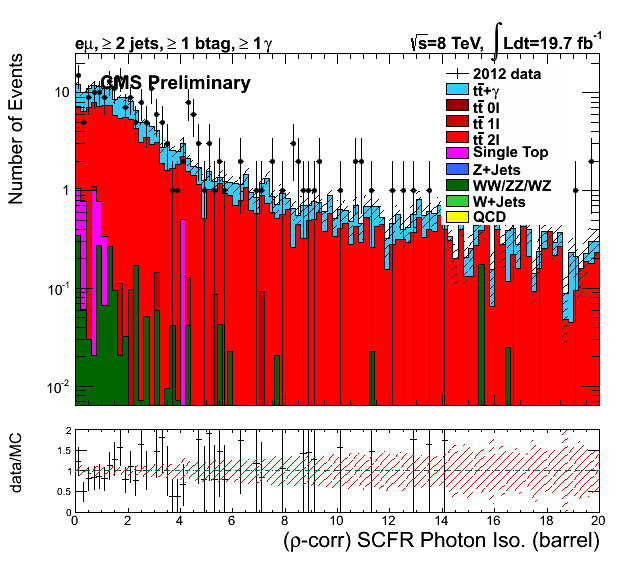 eμ, ≥ 2 jets, ≥ 1 btag, ≥ 1γ
√s=8 TeV, ∫ Ldt=19.7 fb⁻¹
CMS Preliminary
Number of Events
10
1
10⁻¹
10⁻²
2012 data
tt̄+γ
tt̄ 0l
tt̄ 1l
tt̄ 2l
Single Top
Z+Jets
WW/ZZ/WZ
W+Jets
QCD
data/MC
2
1.5
1
0.5
0
0 2 4 6 8 10 12 14 16 18 20
(ρ-corr) SCFR Photon Iso. (barrel)